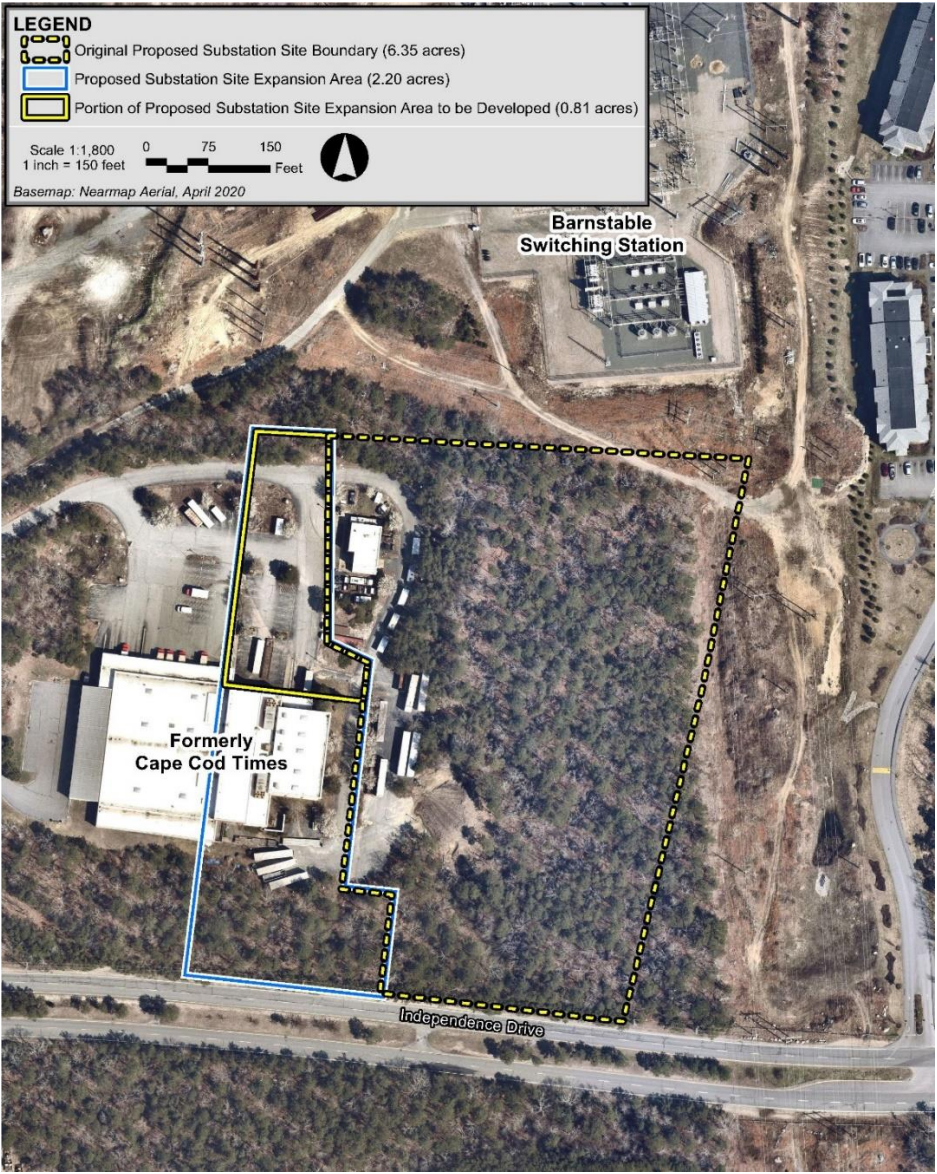 LEGEND
Original Proposed Substation Site Boundary (6.35 acres)
Proposed Substation Site Expansion Area (2.20 acres)
Portion of Proposed Substation Site Expansion Area to be Developed (0.81 acres)
Scale 1:1,800
1 inch = 150 feet
0 75 150
Feet
Basemap: Nearmap Aerial, April 2020
Barnstable
Switching Station
Formerly
Cape Cod Times
Independence Drive